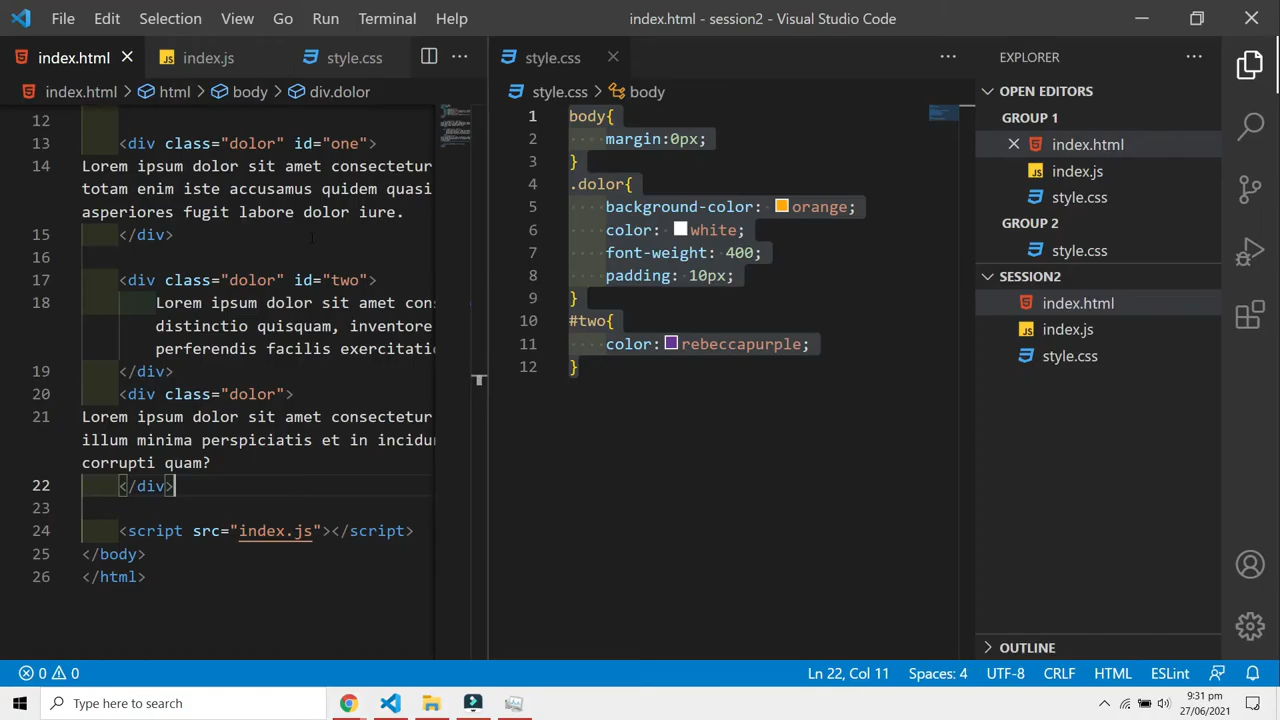 File Edit Selection View Go Run Terminal Help
index.html - session2 - Visual Studio Code
index.html
JS index.js
style.css
index.html > html > body > div.dolor
12
13 <div class="dolor" id="one">
14 Lorem ipsum dolor sit amet consectetur
totam enim iste accusamus quidem quasi
asperiores fugit labore dolor iure.
15 </div>
16
17 <div class="dolor" id="two">
18 Lorem ipsum dolor sit amet con
distinctio quisquam, inventore
perferendis facilis exercitati
19 </div>
20 <div class="dolor">
21 Lorem ipsum dolor sit amet consectetur
illum minima perspiciatis et in incidu
corrupti quam?
22 </div>
23
24 <script src="index.js"></script>
25 </body>
26 </html>
style.css
style.css > body
1 body{
2 ····margin:0px;
3 }
4 .dolor{
5 ····background-color: orange;
6 ····color: white;
7 ····font-weight: 400;
8 ····padding: 10px;
9 }
10 #two{
11 ····color: rebeccapurple;
12 }
EXPLORER
OPEN EDITORS
GROUP 1
index.html
JS index.js
style.css
GROUP 2
style.css
SESSION2
index.html
JS index.js
style.css
OUTLINE
0 0
Ln 22, Col 11 Spaces: 4 UTF-8 CRLF HTML ESLint
Type here to search
9:31 pm
27/06/2021